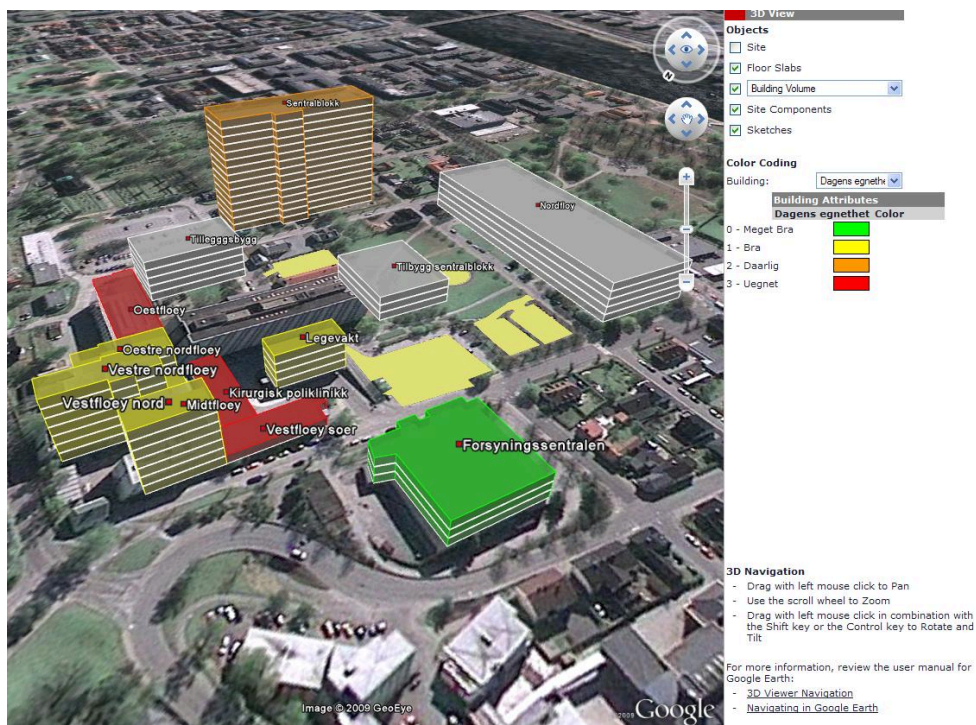 3D View
Objects
Site
Floor Slabs
Building Volume
Site Components
Sketches
Color Coding
Building: Dagens egnethe
Building Attributes
Dagens egnethet Color
0 - Meget Bra
1 - Bra
2 - Daarlig
3 - Uegnet
N
Sentralblokk
Nordfloy
Tillegggsbygg
Tilbygg sentralblokk
Oestfloey
Legevakt
Oestre nordfloey
Vestre nordfloey
Kirurgisk poliklinikk
Vestfloey nord
Midtfloey
Vestfloey soer
Forsyningssentralen
3D Navigation
- Drag with left mouse click to Pan
- Use the scroll wheel to Zoom
- Drag with left mouse click in combination with
the Shift key or the Control key to Rotate and
Tilt
For more information, review the user manual for
Google Earth:
- 3D Viewer Navigation
- Navigating in Google Earth
Image © 2009 GeoEye
©2009 Google